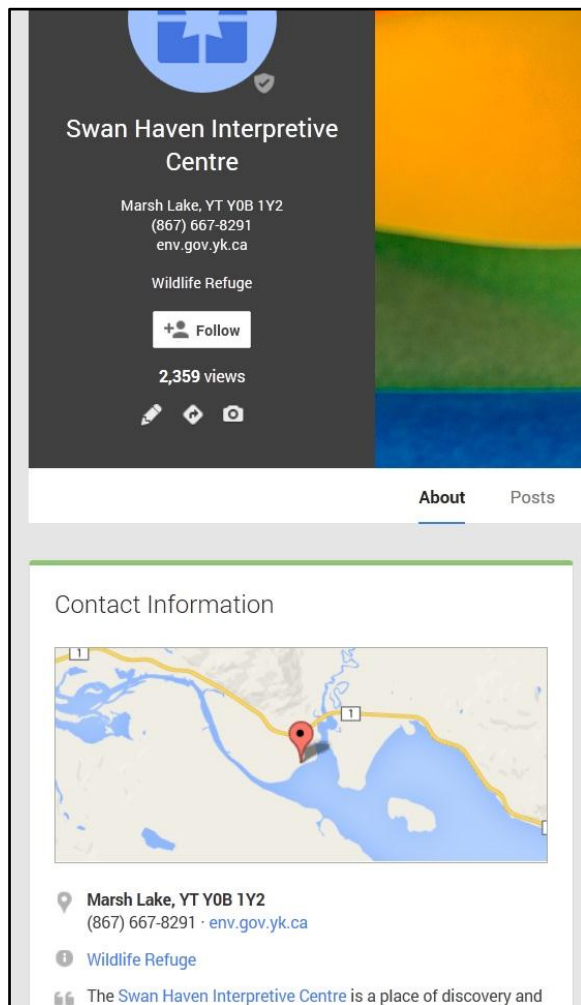 Swan Haven Interpretive
Centre
Marsh Lake, YT Y0B 1Y2
(867) 667-8291
env.gov.yk.ca
Wildlife Refuge
Follow
2,359 views
About Posts
Contact Information
1
1
Marsh Lake, YT Y0B 1Y2
(867) 667-8291 · env.gov.yk.ca
Wildlife Refuge
The Swan Haven Interpretive Centre is a place of discovery and